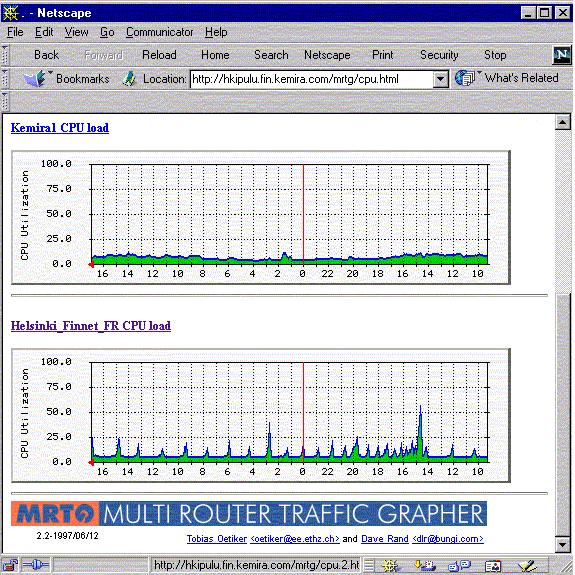 . - Netscape
File Edit View Go Communicator Help
Back Forward Reload Home Search Netscape Print Security Stop
N
Bookmarks Location: http://hkipulu.fin.kemira.com/mrtg/cpu.html What's Related
Kemira1 CPU load
CPU Utilization
100.0
75.0
50.0
25.0
0.0
16 14 12 10 8 6 4 2 0 22 20 18 16 14 12 10
Helsinki_Finnet_FR CPU load
CPU Utilization
100.0
75.0
50.0
25.0
0.0
16 14 12 10 8 6 4 2 0 22 20 18 16 14 12 10
MRTG MULTI ROUTER TRAFFIC GRAPHER
2.2-1997/06/12
Tobias Oetiker <oetiker@ee.ethz.ch> and Dave Rand <dlr@bungi.com>
http://hkipulu.fin.kemira.com/mrtg/cpu.2.ht